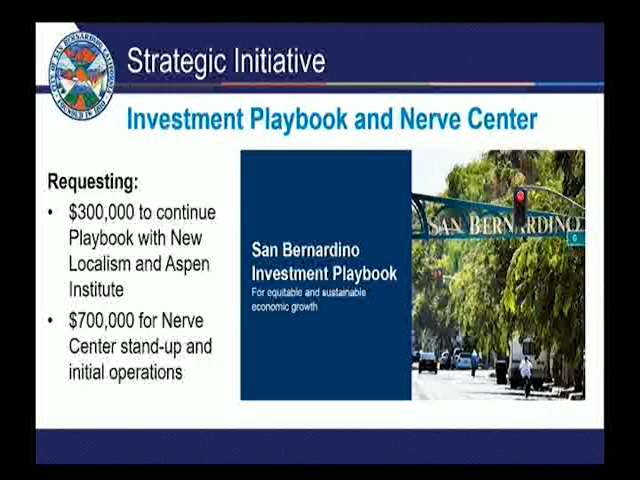 Strategic Initiative
Investment Playbook and Nerve Center
Requesting:
• $300,000 to continue
Playbook with New
Localism and Aspen
Institute
• $700,000 for Nerve
Center stand-up and
initial operations
San Bernardino
Investment Playbook
For equitable and sustainable
economic growth
SAN BERNARDINO